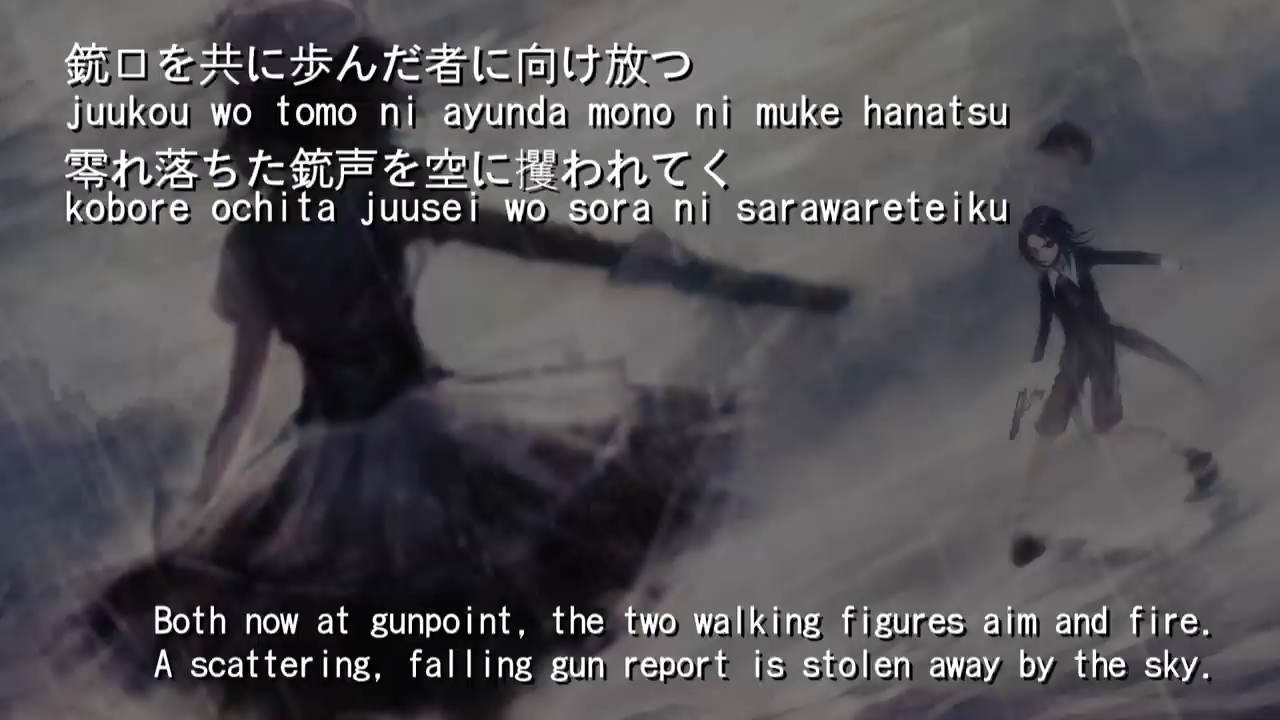 銃口を共に歩んだ者に向け放つ
juukou wo tomo ni ayunda mono ni muke hanatsu
零れ落ちた銃声を空に攫われてく
kobore ochita juusei wo sora ni sarawareteiku
Both now at gunpoint, the two walking figures aim and fire.
A scattering, falling gun report is stolen away by the sky.